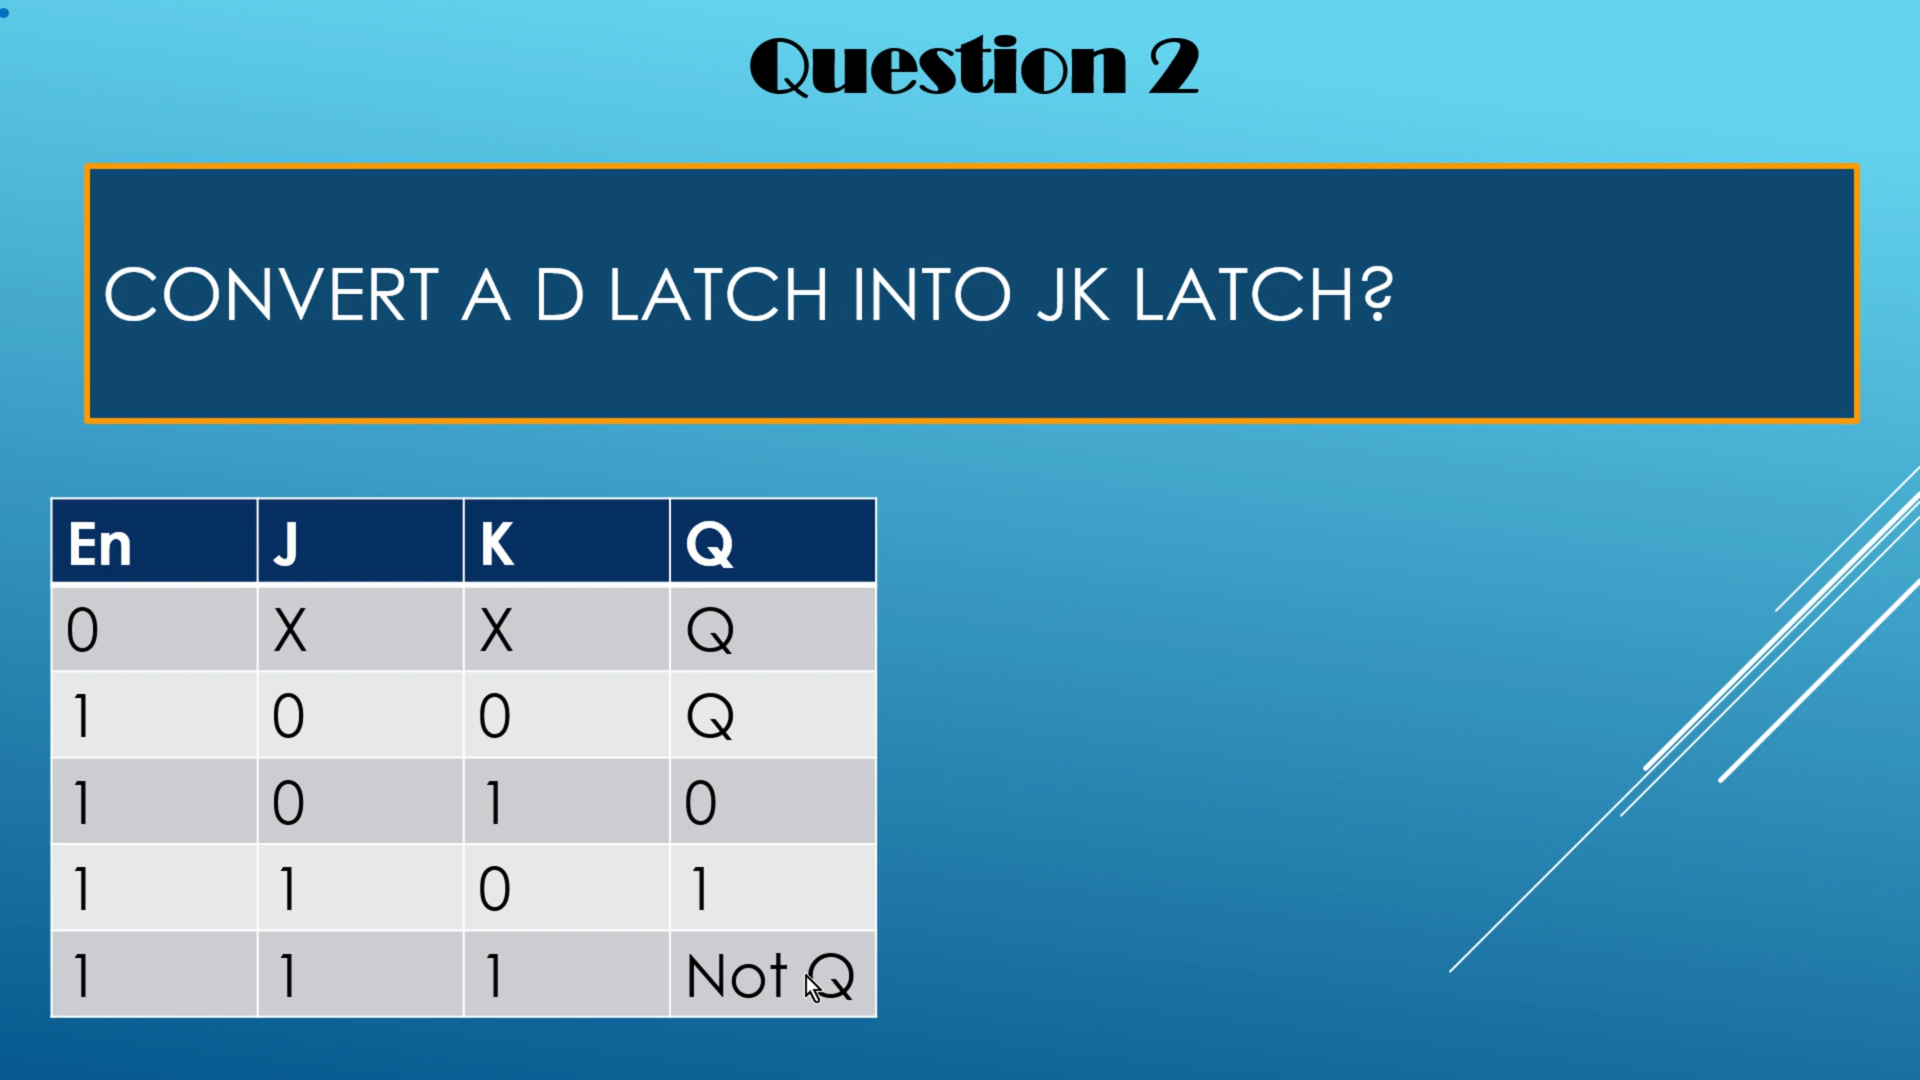 Question 2
CONVERT A D LATCH INTO JK LATCH?
En J K Q
0 X X Q
1 0 0 Q
1 0 1 0
1 1 0 1
1 1 1 Not Q